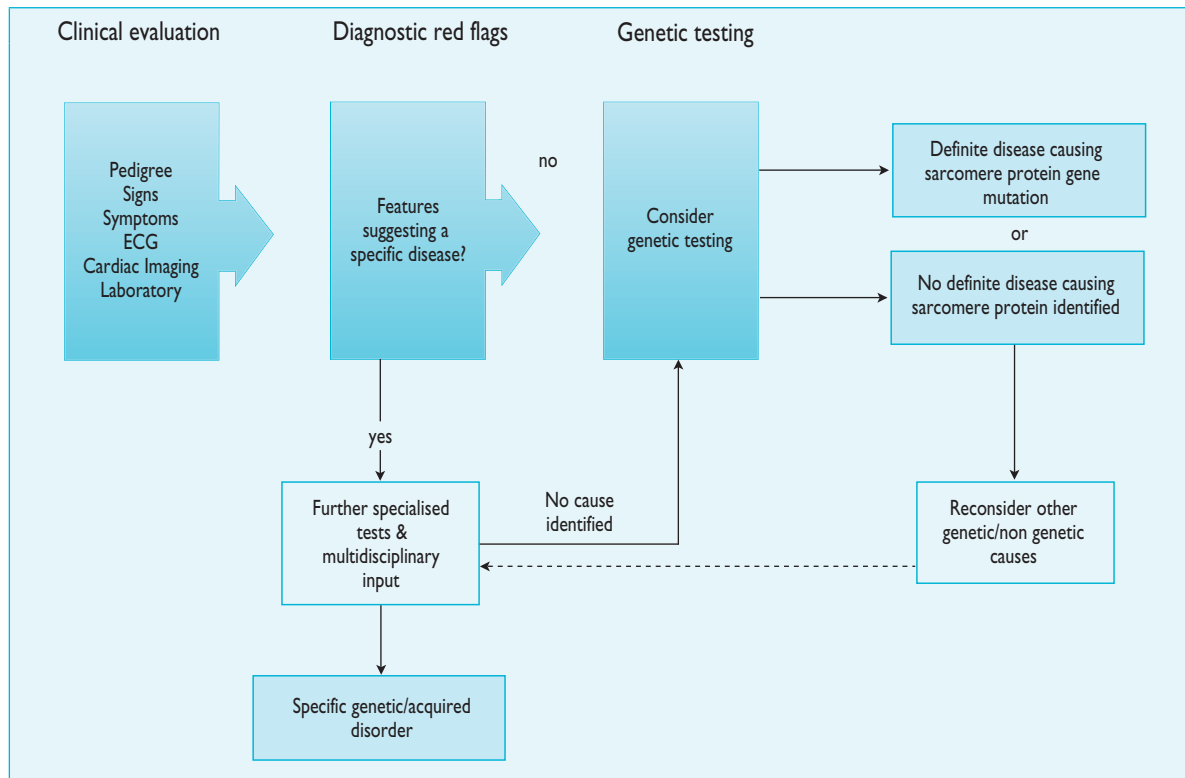 Clinical evaluation
Diagnostic red flags
Genetic testing
Pedigree
Signs
Symptoms
ECG
Cardiac Imaging
Laboratory
Features
suggesting a
specific disease?
no
Consider
genetic testing
Definite disease causing
sarcomere protein gene
mutation
or
No definite disease causing
sarcomere protein identified
yes
Further specialised
tests &
multidisciplinary
input
No cause
identified
Reconsider other
genetic/non genetic
causes
Specific genetic/acquired
disorder